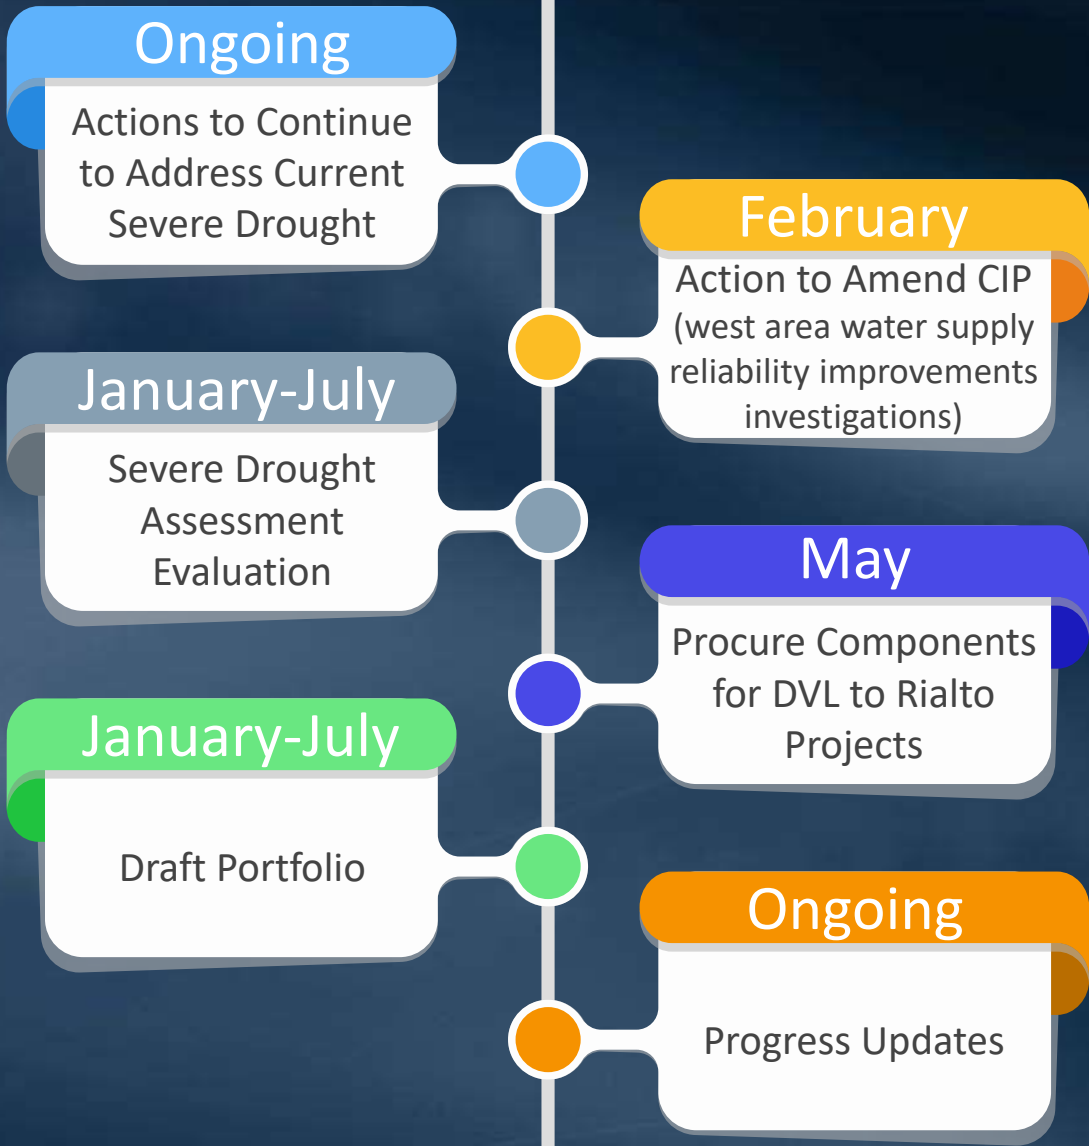 Ongoing
Actions to Continue
to Address Current
Severe Drought
February
Action to Amend CIP
(west area water supply
reliability improvements
investigations)
January-July
Severe Drought
Assessment
Evaluation
May
Procure Components
for DVL to Rialto
Projects
January-July
Draft Portfolio
Ongoing
Progress Updates